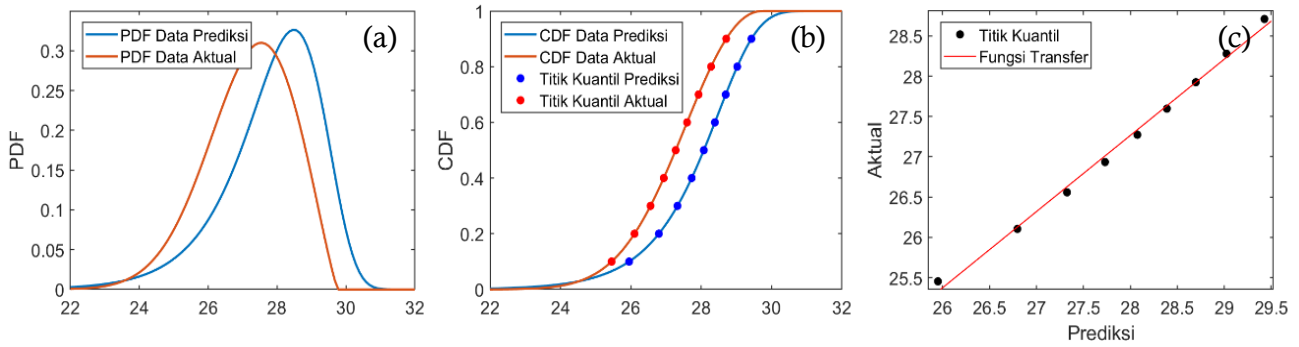 PDF Data Prediksi
PDF Data Aktual
(a)
0.3
0.25
0.2
0.15
0.1
0.05
0
PDF
22 24 26 28 30 32
CDF Data Prediksi
CDF Data Aktual
Titik Kuantil Prediksi
Titik Kuantil Aktual
(b)
1
0.8
0.6
0.4
0.2
0
CDF
22 24 26 28 30 32
Titik Kuantil
Fungsi Transfer
(c)
28.5
28
27.5
27
26.5
26
25.5
Aktual
26 26.5 27 27.5 28 28.5 29 29.5
Prediksi